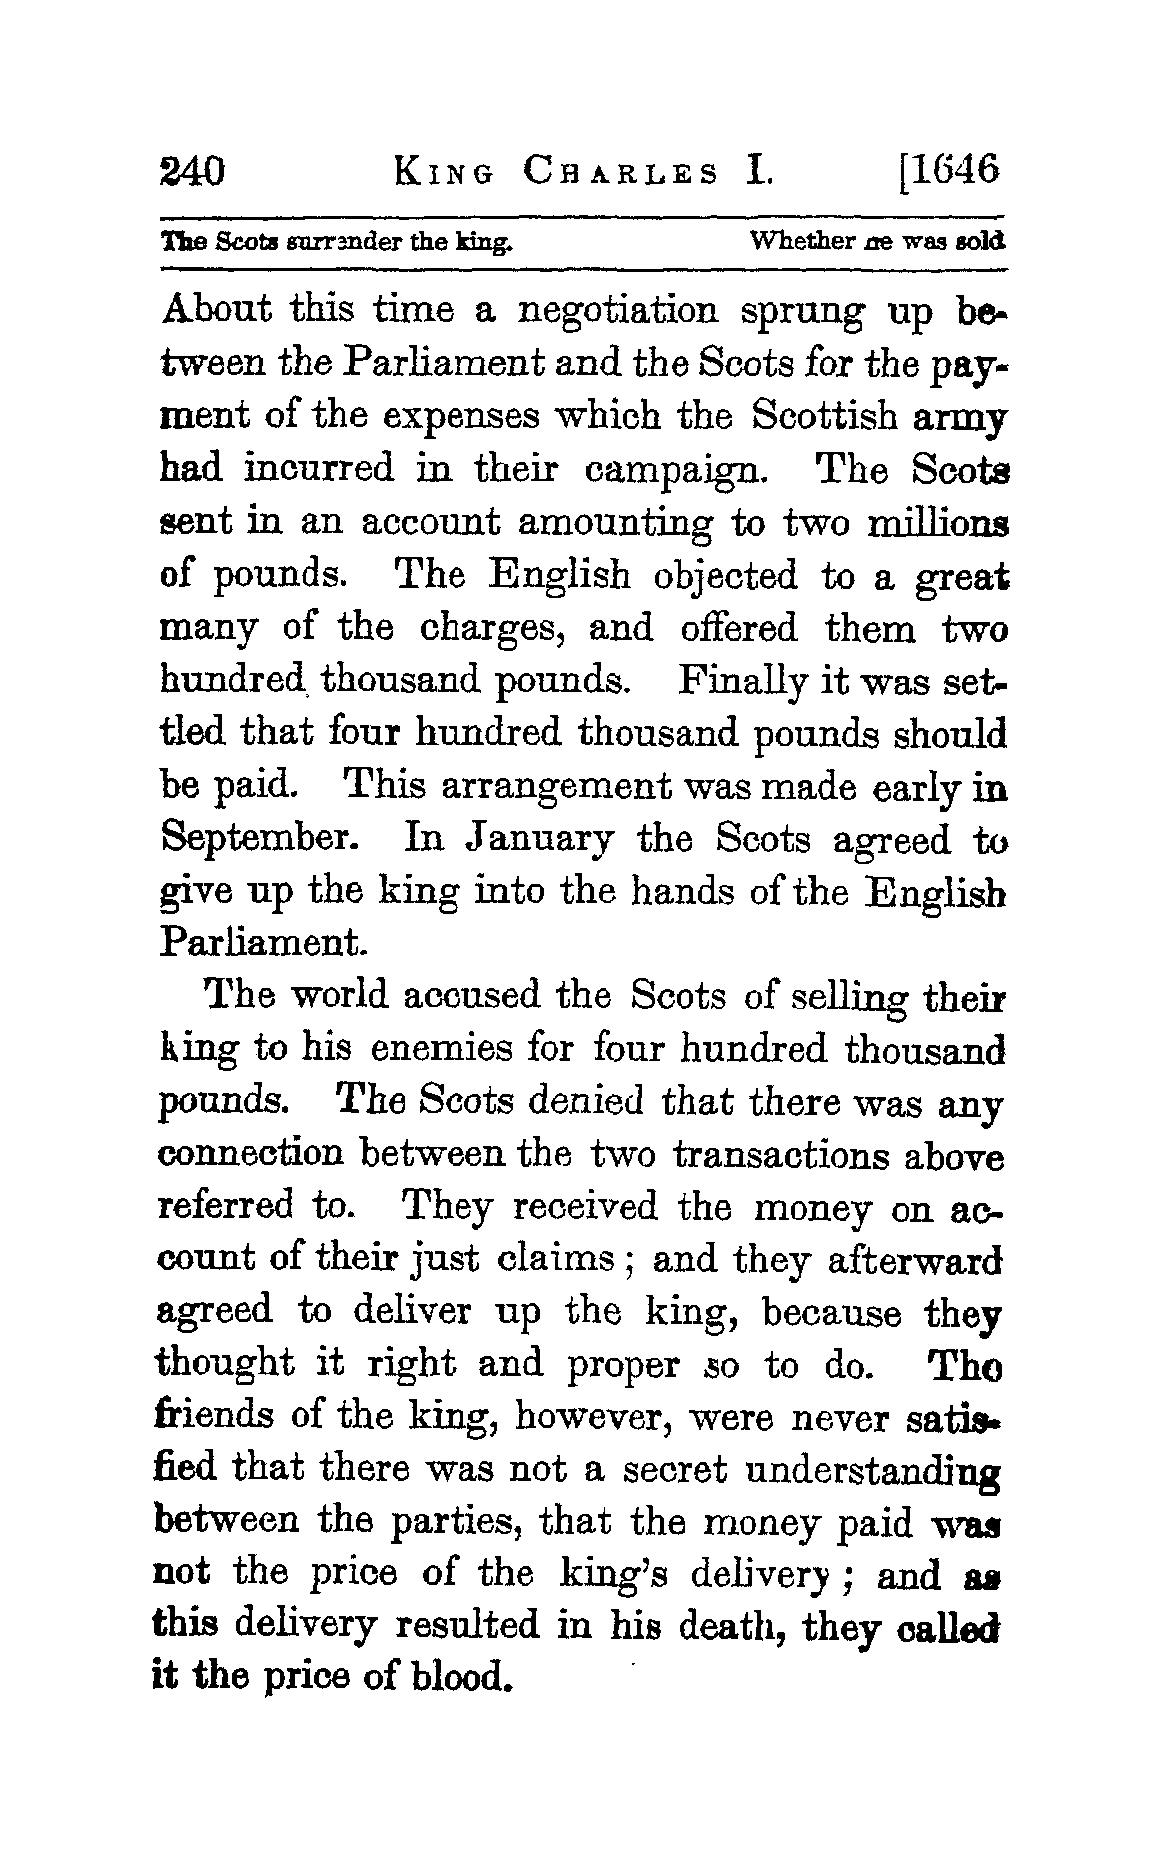 240 KING CHARLES I. [1646
The Scots surrender the king. Whether he was sold
About this time a negotiation sprung up be-
tween the Parliament and the Scots for the pay-
ment of the expenses which the Scottish army
had incurred in their campaign. The Scots
sent in an account amounting to two millions
of pounds. The English objected to a great
many of the charges, and offered them two
hundred thousand pounds. Finally it was set-
tled that four hundred thousand pounds should
be paid. This arrangement was made early in
September. In January the Scots agreed to
give up the king into the hands of the English
Parliament.
The world accused the Scots of selling their
king to his enemies for four hundred thousand
pounds. The Scots denied that there was any
connection between the two transactions above
referred to. They received the money on ac-
count of their just claims; and they afterward
agreed to deliver up the king, because they
thought it right and proper so to do. The
friends of the king, however, were never satis-
fied that there was not a secret understanding
between the parties, that the money paid was
not the price of the king's delivery; and as
this delivery resulted in his death, they called
it the price of blood.